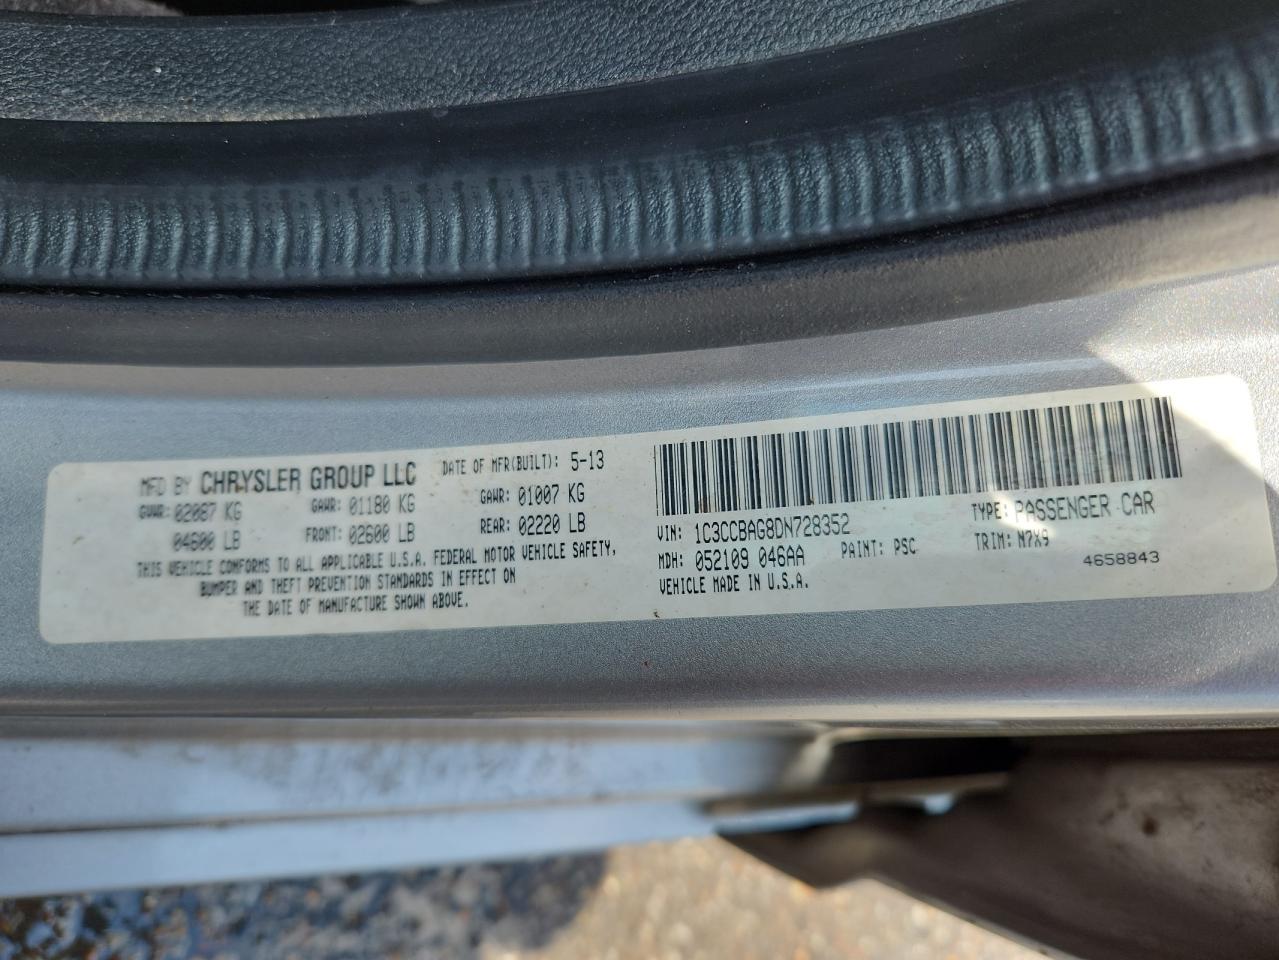 MFD BY CHRYSLER GROUP LLC DATE OF MFR(BUILT): 5-13
GVWR: 02087 KG GAWR: 01180 KG GAWR: 01007 KG
04600 LB FRONT: 02600 LB REAR: 02220 LB
THIS VEHICLE CONFORMS TO ALL APPLICABLE U.S.A. FEDERAL MOTOR VEHICLE SAFETY,
BUMPER AND THEFT PREVENTION STANDARDS IN EFFECT ON
THE DATE OF MANUFACTURE SHOWN ABOVE.
VIN: 1C3CCBAG8DN728352 TYPE: PASSENGER CAR
MDH: 052109 046AA PAINT: PSC TRIM: M7X9
VEHICLE MADE IN U.S.A. 4658843